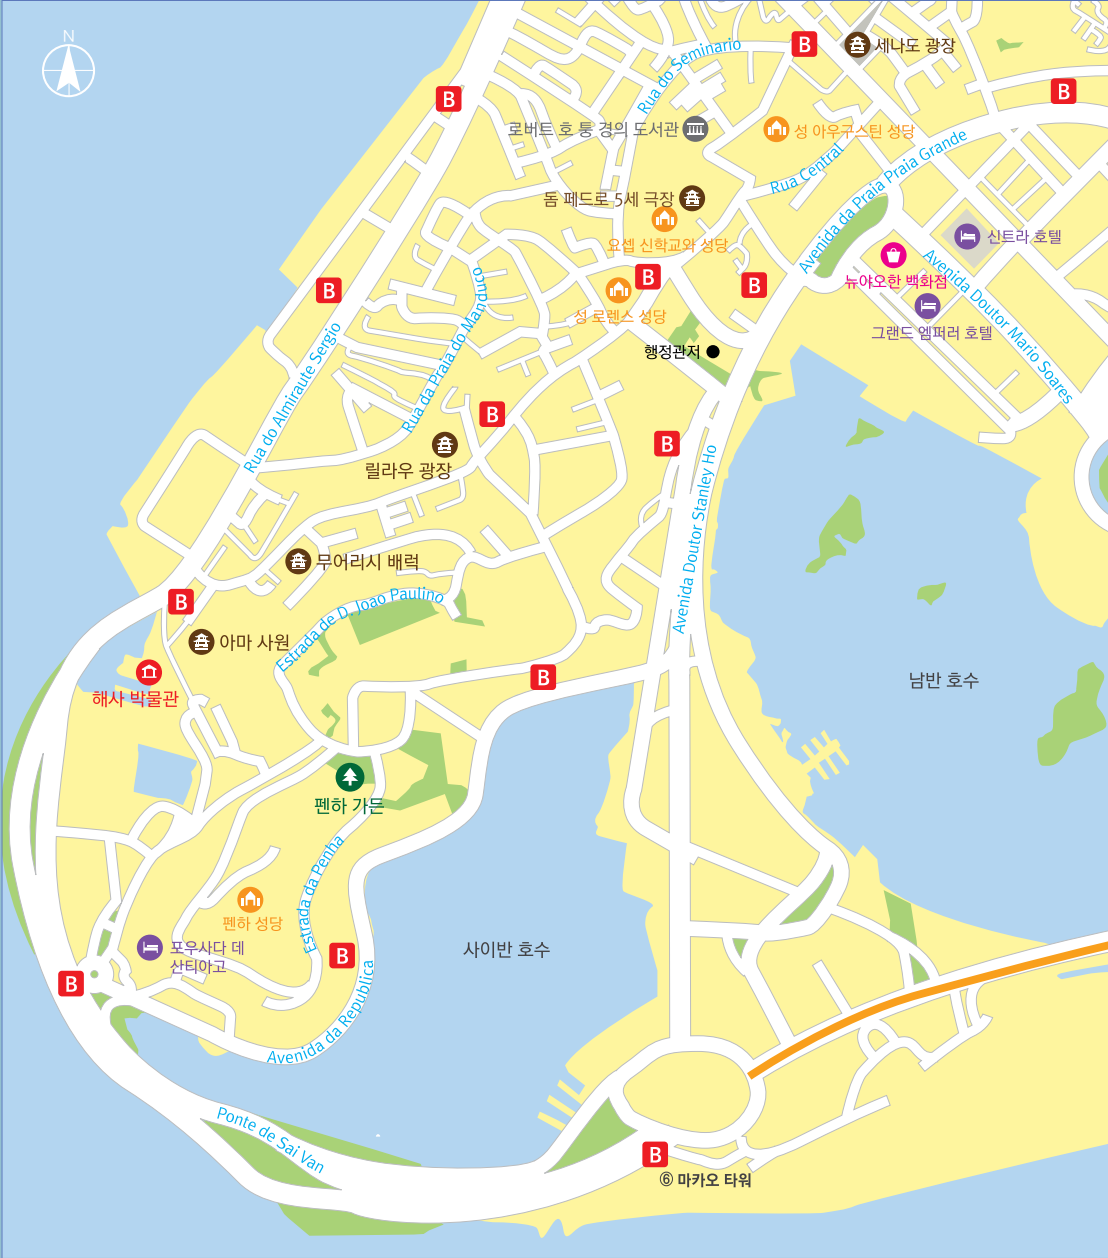 N
B
세나도 광장
Rua do Seminario
B
B
로버트 호 퉁 경의 도서관
성 아우구스틴 성당
Rua Central
Avenida da Praia Praia Grande
돔 페드로 5세 극장
요셉 신학교와 성당
신트라 호텔
B
B
B
성 로렌스 성당
뉴야오한 백화점
그랜드 엠퍼러 호텔
Avenida Doutor Mario Soares
행정관저
Rua da Praia do Manduco
Rua do Almiraute Sergio
B
B
릴라우 광장
Avenida Doutor Stanley Ho
무어리시 배럭
B
Estrada de D. Joao Paulino
아마 사원
해사 박물관
B
남반 호수
펜하 가든
Estrada da Penha
펜하 성당
포우사다 데
산티아고
B
B
사이반 호수
Avenida da Republica
Ponte de Sai Van
B
⑥ 마카오 타워